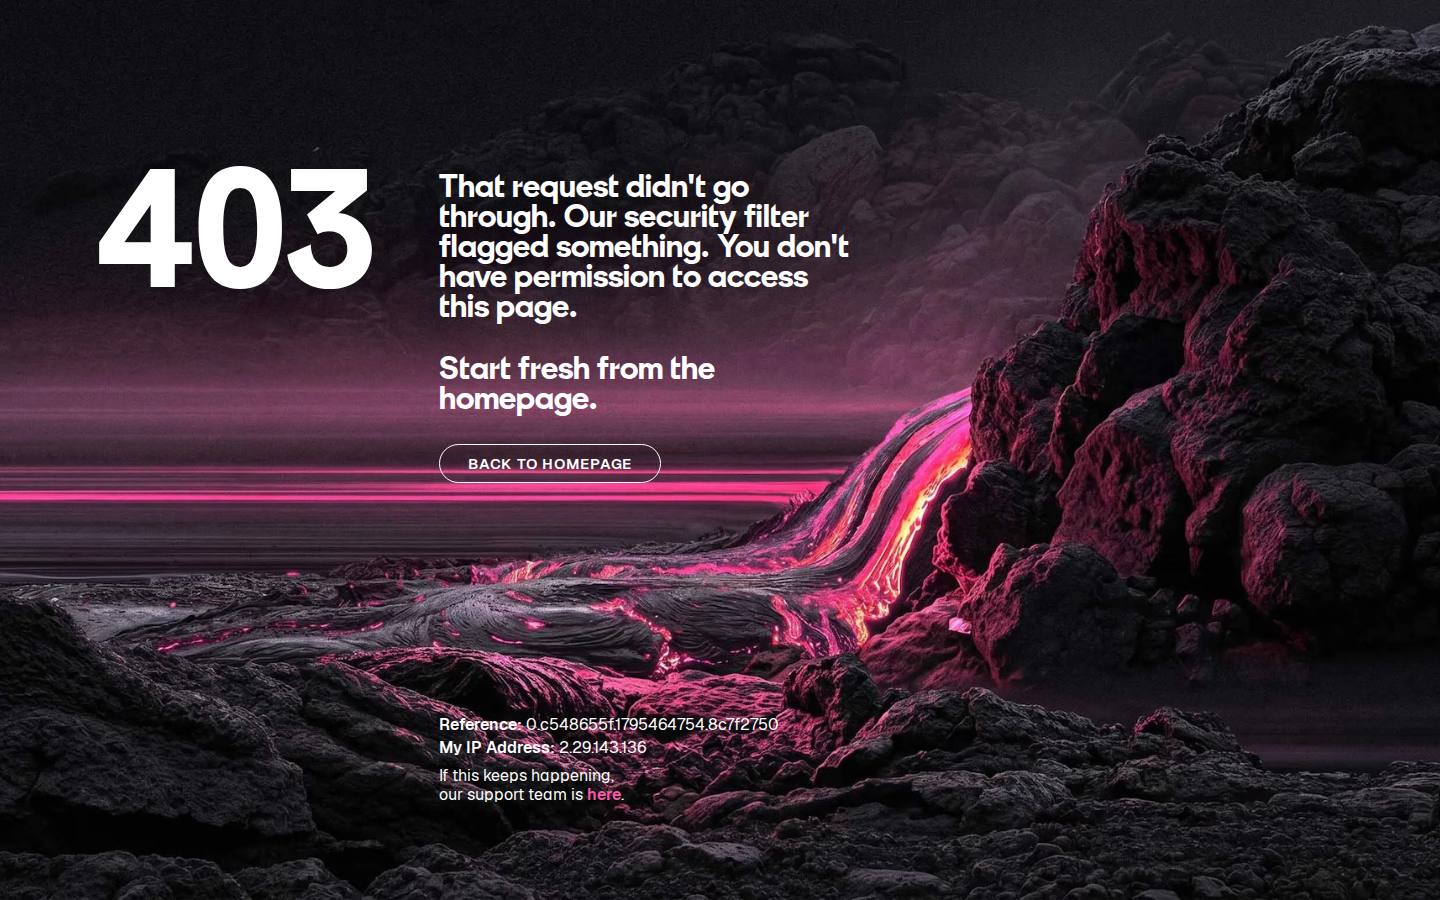 403
That request didn't go
through. Our security filter
flagged something. You don't
have permission to access
this page.
Start fresh from the
homepage.
BACK TO HOMEPAGE
Reference: 0.c548655f.1795464754.8c7f2750
My IP Address: 2.29.143.136
If this keeps happening,
our support team is here.